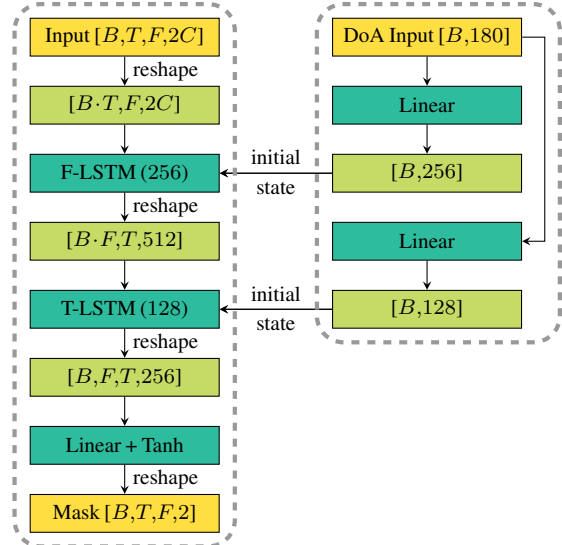 Input [B,T,F,2C]
reshape
[B·T,F,2C]
F-LSTM (256)
reshape
[B·F,T,512]
T-LSTM (128)
reshape
[B,F,T,256]
Linear + Tanh
reshape
Mask [B,T,F,2]
initial
state
initial
state
DoA Input [B,180]
Linear
[B,256]
Linear
[B,128]